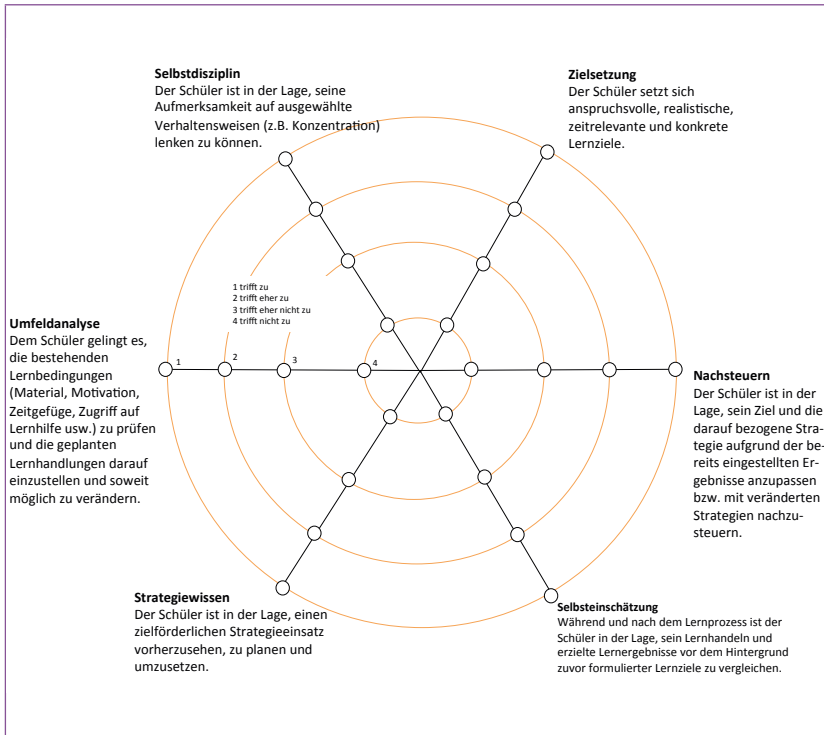 Selbstdisziplin
Der Schüler ist in der Lage, seine
Aufmerksamkeit auf ausgewählte
Verhaltensweisen (z.B. Konzentration)
lenken zu können.
Zielsetzung
Der Schüler setzt sich
anspruchsvolle, realistische,
zeitrelevante und konkrete
Lernziele.
1 trifft zu
2 trifft eher zu
3 trifft eher nicht zu
4 trifft nicht zu
Umfeldanalyse
Dem Schüler gelingt es,
die bestehenden
Lernbedingungen
(Material, Motivation,
Zeitgefüge, Zugriff auf
Lernhilfe usw.) zu prüfen
und die geplanten
Lernhandlungen darauf
einzustellen und soweit
möglich zu verändern.
1
2
3
4
Nachsteuern
Der Schüler ist in der
Lage, sein Ziel und die
darauf bezogene Stra-
tegie aufgrund der be-
reits eingestellten Er-
gebnisse anzupassen
bzw. mit veränderten
Strategien nachzu-
steuern.
Strategiewissen
Der Schüler ist in der Lage, einen
zielförderlichen Strategieeinsatz
vorherzusehen, zu planen und
umzusetzen.
Selbsteinschätzung
Während und nach dem Lernprozess ist der
Schüler in der Lage, sein Lernhandeln und
erzielte Lernergebnisse vor dem Hintergrund
zuvor formulierter Lernziele zu vergleichen.